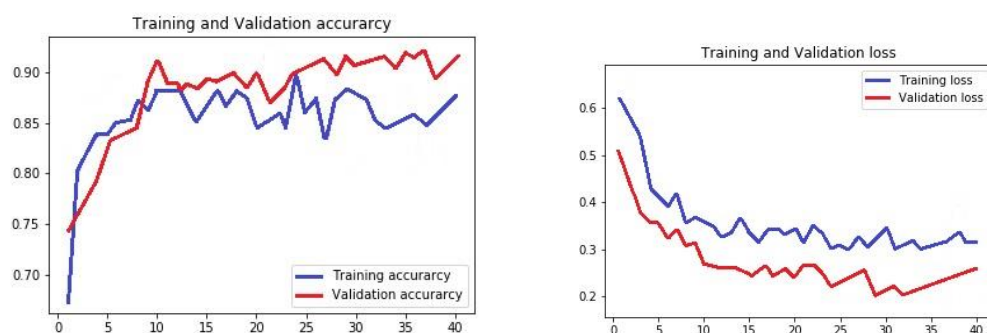 Training and Validation accurarcy
0.90
0.85
0.80
0.75
0.70
Training accurarcy
Validation accurarcy
0 5 10 15 20 25 30 35 40
Training and Validation loss
0.6
0.5
0.4
0.3
0.2
Training loss
Validation loss
0 5 10 15 20 25 30 35 40